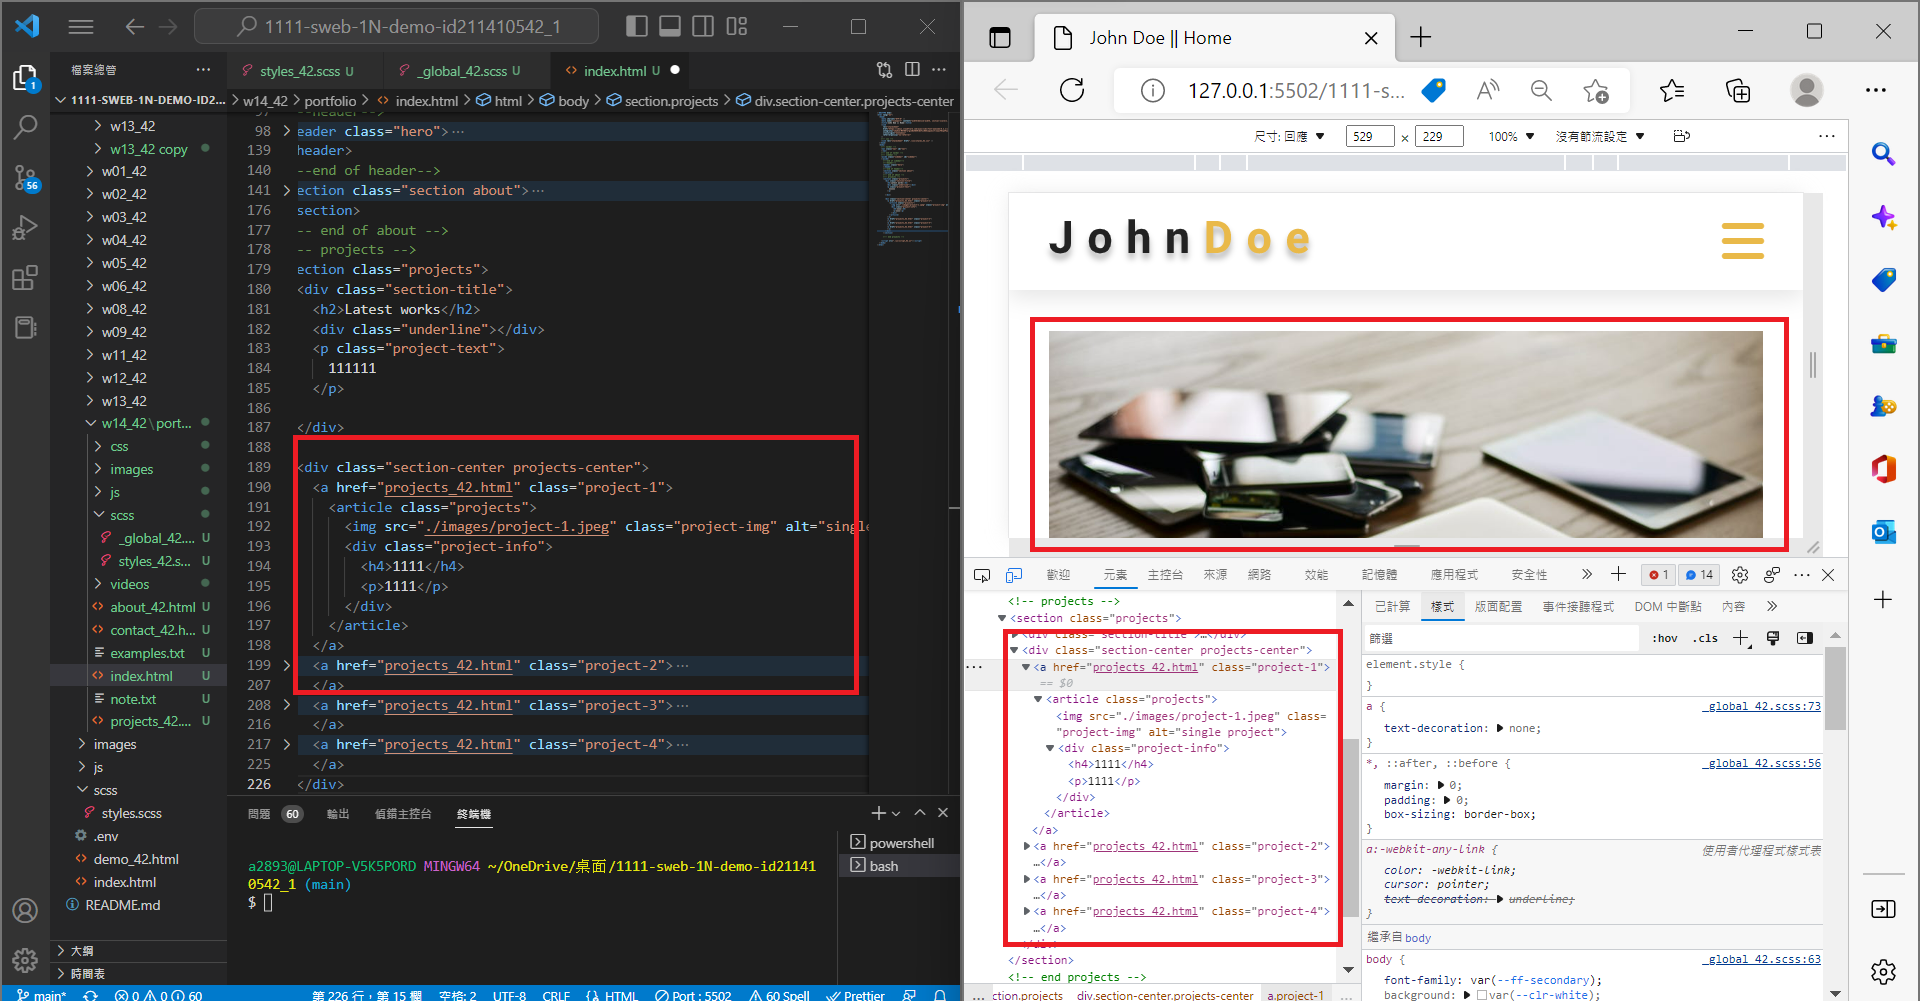 1111-sweb-1N-demo-id211410542_1
檔案總管
styles_42.scss U
_global_42.scss U
index.html U
1111-SWEB-1N-DEMO-ID2...
w13_42
w13_42 copy
w01_42
w02_42
w03_42
w04_42
w05_42
w06_42
w08_42
w09_42
w11_42
w12_42
w13_42
w14_42\port...
css
images
js
scss
_global_42.... U
styles_42.s... U
videos
about_42.html U
contact_42.h... U
examples.txt U
index.html U
note.txt U
projects_42.... U
images
js
scss
styles.scss
.env
demo_42.html
index.html
README.md
大綱
時間表
1
56
w14_42 > portfolio > index.html > html > body > section.projects > div.section-center.projects-center
98 eader class="hero">
139 header>
140 --end of header-->
141 ection class="section about">
176 section>
177 -- end of about -->
178 -- projects -->
179 ection class="projects">
180 <div class="section-title">
181 <h2>Latest works</h2>
182 <div class="underline"></div>
183 <p class="project-text">
184 111111
185 </p>
186
187 </div>
188
189 <div class="section-center projects-center">
190 <a href="projects_42.html" class="project-1">
191 <article class="projects">
192 <img src="./images/project-1.jpeg" class="project-img" alt="single
193 <div class="project-info">
194 <h4>1111</h4>
195 <p>1111</p>
196 </div>
197 </article>
198 </a>
199 <a href="projects_42.html" class="project-2">
207 </a>
208 <a href="projects_42.html" class="project-3">
216 </a>
217 <a href="projects_42.html" class="project-4">
225 </a>
226 </div>
問題 60 輸出 偵錯主控台 終端機
powershell
bash
a2893@LAPTOP-V5K5PORD MINGW64 ~/OneDrive/桌面/1111-sweb-1N-demo-id21141
0542_1 (main)
$
main* 0 0 60 第 226 行，第 15 欄 空格: 2 UTF-8 CRLF HTML Port : 5502 60 Spell Prettier
John Doe || Home
127.0.0.1:5502/1111-s...
尺寸: 回應 529 × 229 100% 沒有節流設定
JohnDoe
歡迎 元素 主控台 來源 網路 效能 記憶體 應用程式 安全性 1 14
<!-- projects -->
<section class="projects">
<div class="section-title">…</div>
<div class="section-center projects-center">
<a href="projects_42.html" class="project-1">
== $0
<article class="projects">
<img src="./images/project-1.jpeg" class=
"project-img" alt="single project">
<div class="project-info">
<h4>1111</h4>
<p>1111</p>
</div>
</article>
</a>
<a href="projects_42.html" class="project-2">
…</a>
<a href="projects_42.html" class="project-3">
…</a>
<a href="projects_42.html" class="project-4">
…</a>
</div>
</section>
<!-- end projects -->
... ction.projects div.section-center.projects-center a.project-1 ...
已計算 樣式 版面配置 事件接聽程式 DOM 中斷點 內容
篩選 :hov .cls
element.style {
}
a { _global_42.scss:73
text-decoration: none;
}
*, ::after, ::before { _global_42.scss:56
margin: 0;
padding: 0;
box-sizing: border-box;
}
a:-webkit-any-link { 使用者代理程式樣式表
color: -webkit-link;
cursor: pointer;
text-decoration: underline;
}
繼承自 body
body { _global_42.scss:63
font-family: var(--ff-secondary);
background: var(--clr-white);